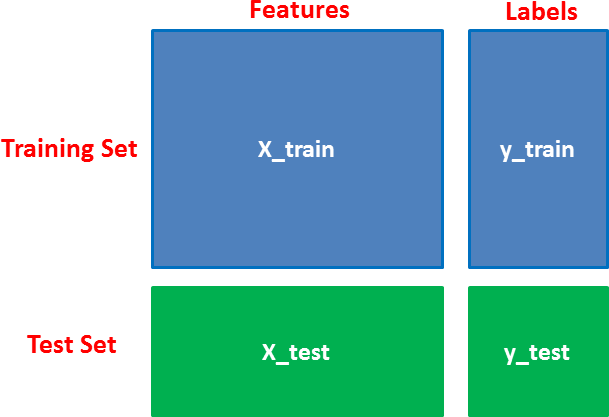 Features
Labels
Training Set
X_train
y_train
Test Set
X_test
y_test